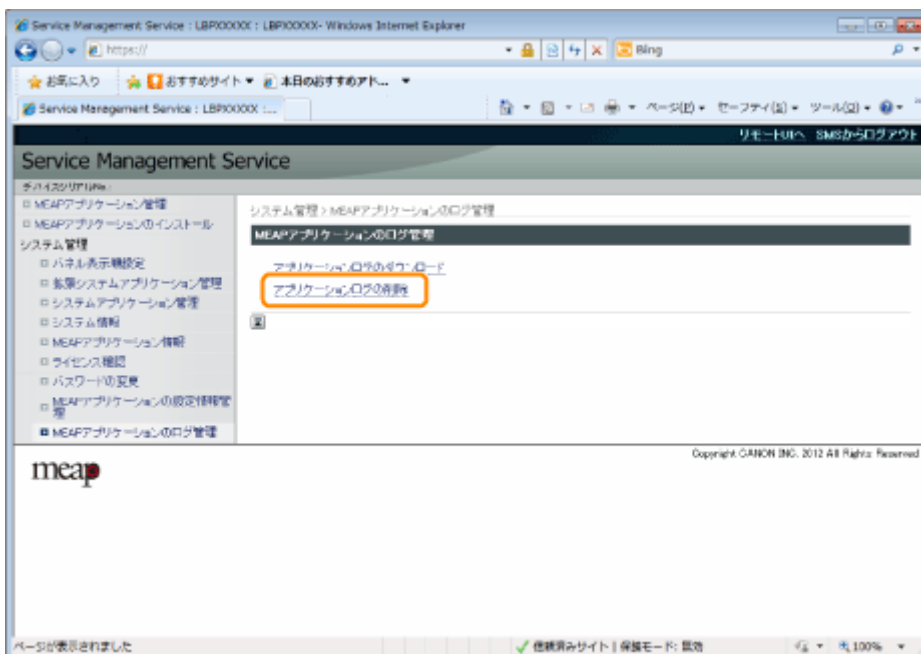 Service Management Service : LBPXXXXX : LBPXXXXX- Windows Internet Explorer
https://
Bing
お気に入り おすすめサイト 本日のおすすめアド...
Service Management Service : LBPXXXXX :...
ページ(P) セーフティ(S) ツール(O)
リモートUIへ SMSからログアウト
Service Management Service
デバイスシリアルNo.:
MEAPアプリケーション管理
MEAPアプリケーションのインストール
システム管理
パネル表示順設定
拡張システムアプリケーション管理
システムアプリケーション管理
システム情報
MEAPアプリケーション情報
ライセンス確認
パスワードの変更
MEAPアプリケーションの設定情報管
理
MEAPアプリケーションのログ管理
システム管理 > MEAPアプリケーションのログ管理
MEAPアプリケーションのログ管理
アプリケーションログのダウンロード
アプリケーションログの削除
Copyright CANON INC. 2012 All Rights Reserved
meap
ページが表示されました
信頼済みサイト | 保護モード: 無効
100%